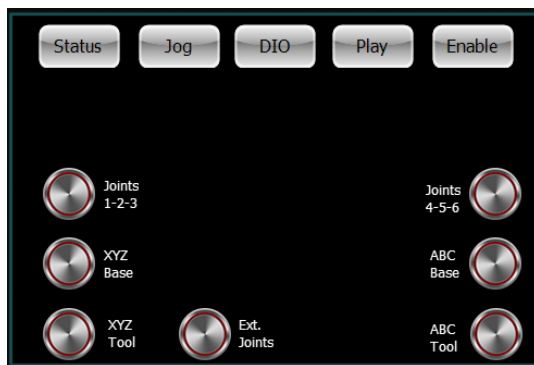 Status
Jog
DIO
Play
Enable
Joints
1-2-3
Joints
4-5-6
XYZ
Base
ABC
Base
XYZ
Tool
Ext.
Joints
ABC
Tool